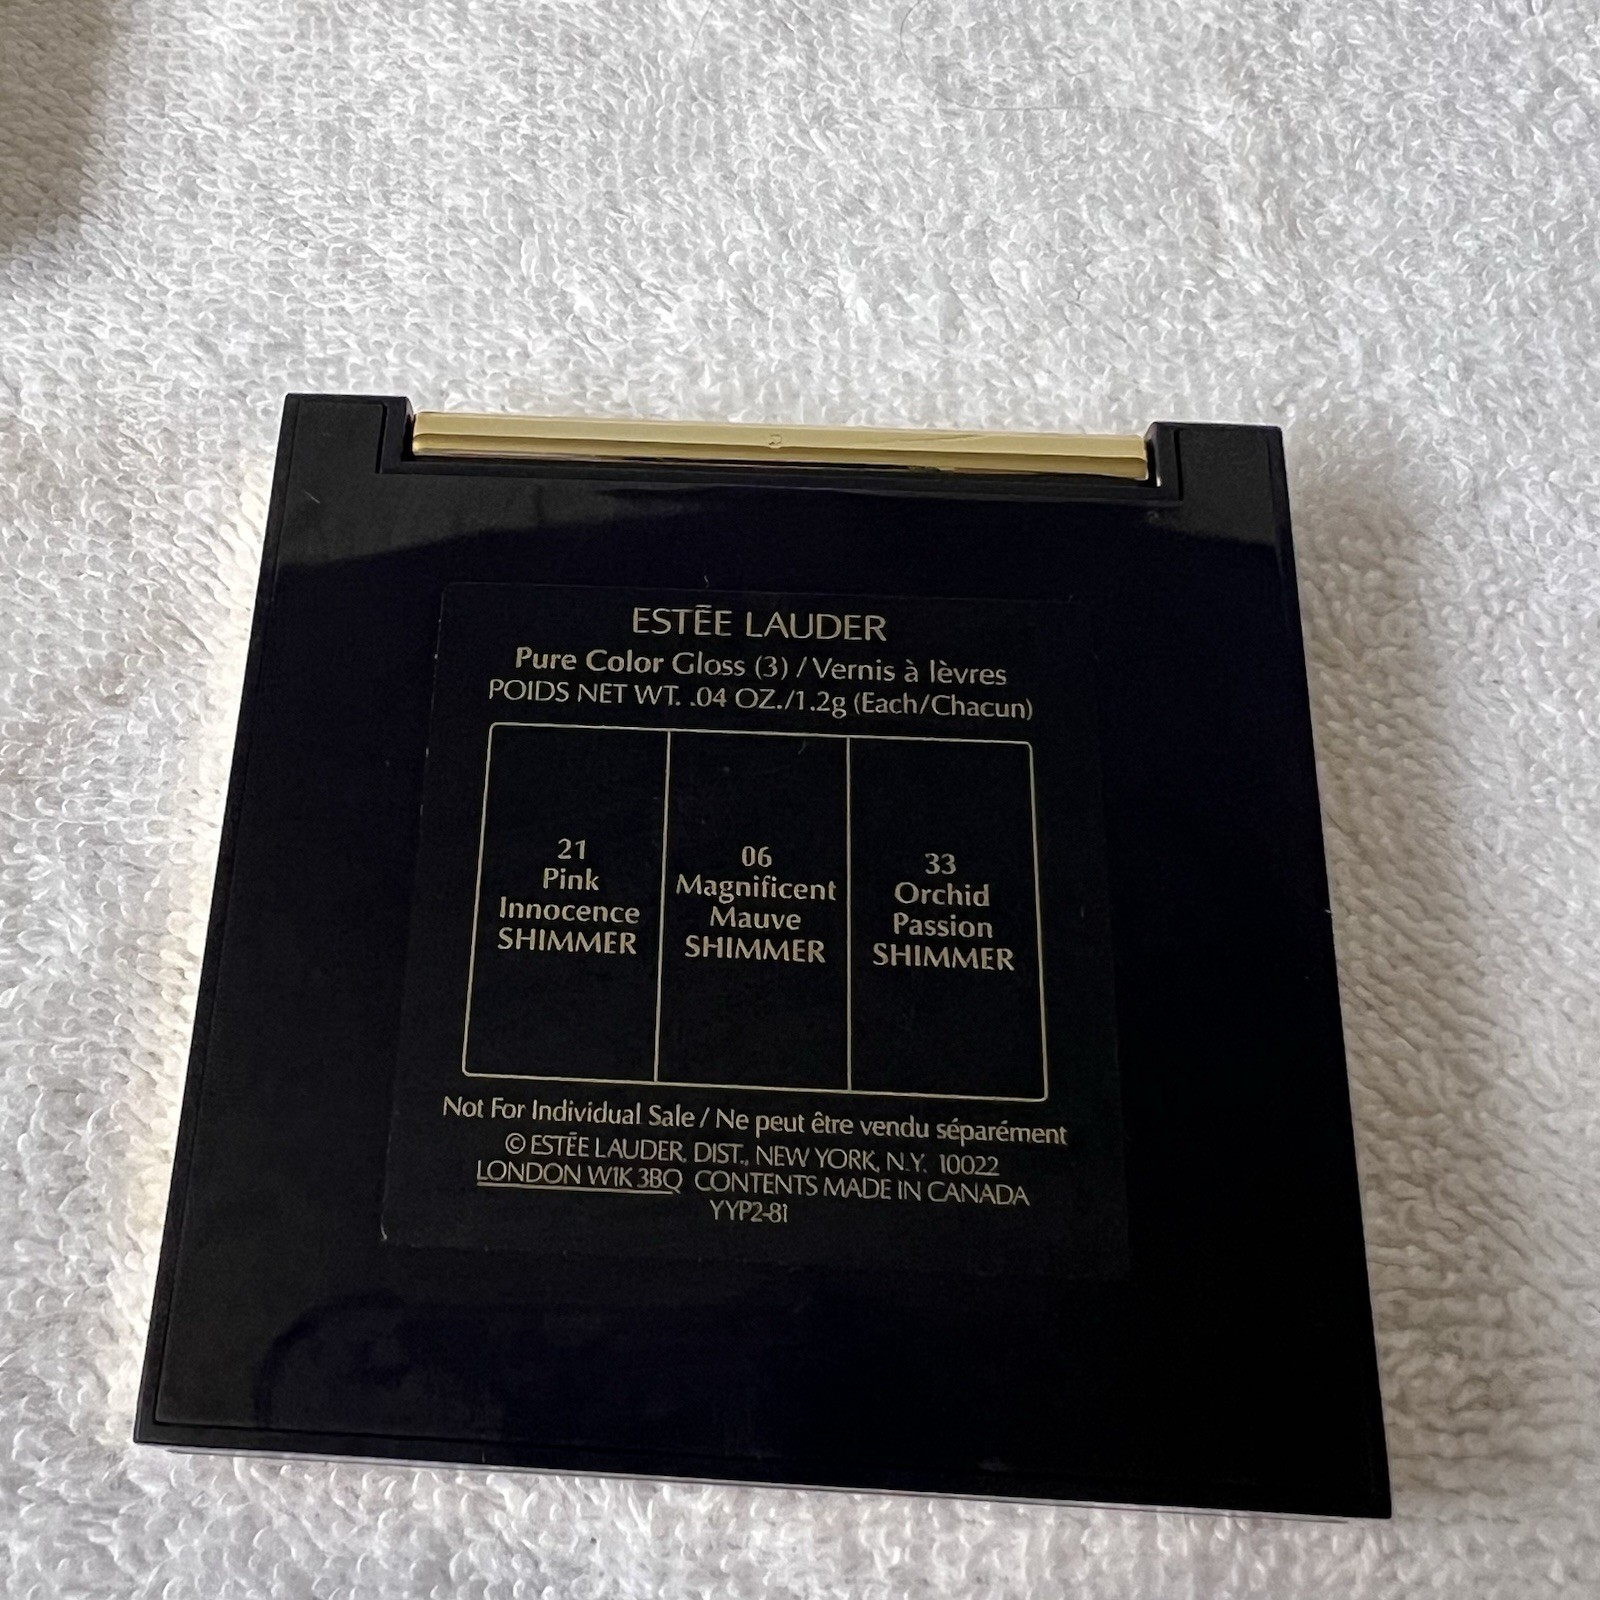 ESTĒE LAUDER
Pure Color Gloss (3) / Vernis à lèvres
POIDS NET WT. .04 OZ./1.2g (Each/Chacun)
21
Pink
Innocence
SHIMMER
06
Magnificent
Mauve
SHIMMER
33
Orchid
Passion
SHIMMER
Not For Individual Sale / Ne peut être vendu séparément
© ESTĒE LAUDER, DIST., NEW YORK, N.Y. 10022
LONDON W1K 3BQ CONTENTS MADE IN CANADA
YYP2-81